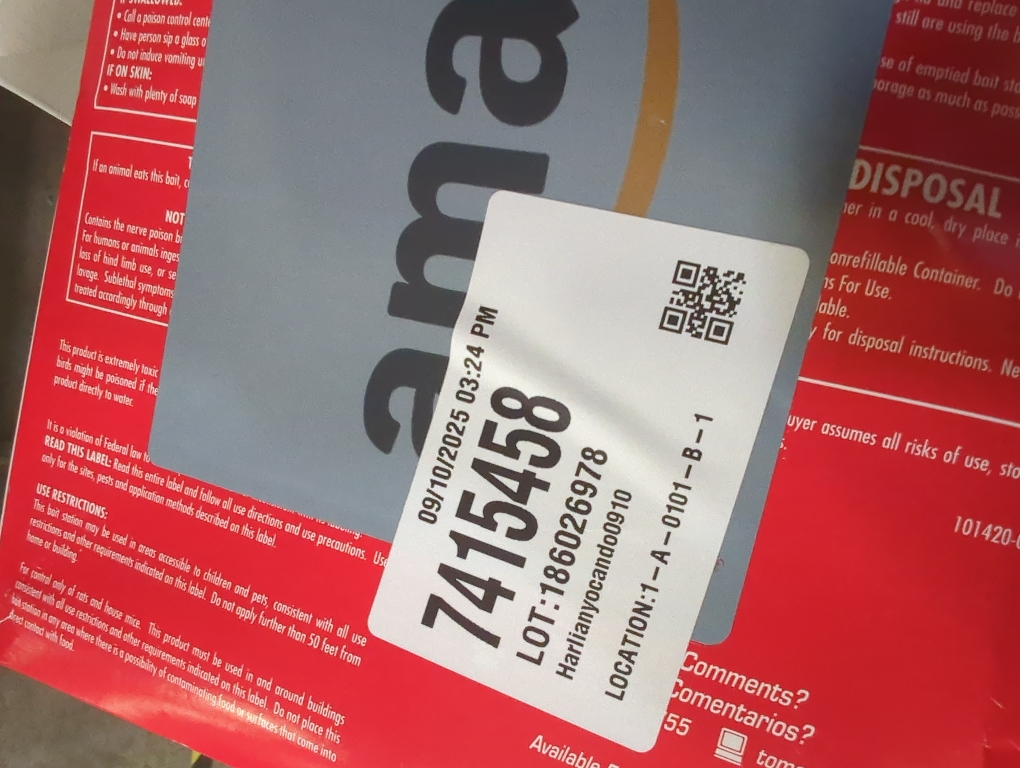 IF SWALLOWED:
• Call a poison control
• Have person sip a glass
• Do not induce vomiting
IF ON SKIN:
• Wash with plenty of soap
If an animal eats this bait,
NOT
Contains the nerve poison
For humans or animals
loss of hind limb use, or
lavage. Sublethal symptoms
treated accordingly through
This product is extremely toxic
birds might be poisoned if
product directly to water.
It is a violation of Federal law
READ THIS LABEL: Read this entire label and follow all use directions and use precautions. Use
only for the sites, pests and application methods described on this label.
USE RESTRICTIONS:
This bait station may be used in areas accessible to children and pets, consistent with all use
restrictions and other requirements indicated on this label. Do not apply further than 50 feet from
home or building.
For control only of rats and house mice. This product must be used in and around buildings
consistent with all use restrictions and other requirements indicated on this label. Do not place this
bait station in any area where there is a possibility of contaminating food or surfaces that come into
direct contact with food.
ama
09/10/2025 03:24 PM
7415458
LOT:186026978
Harlianyocando0910
LOCATION:1-A-0101-B-1
and replace
still are using the
se of emptied bait
as much as
DISPOSAL
in a cool, dry place
onrefillable Container. Do
For Use.
able.
for disposal instructions.
uyer assumes all risks of use,
101420-
Comments?
Comentarios?
55
Available